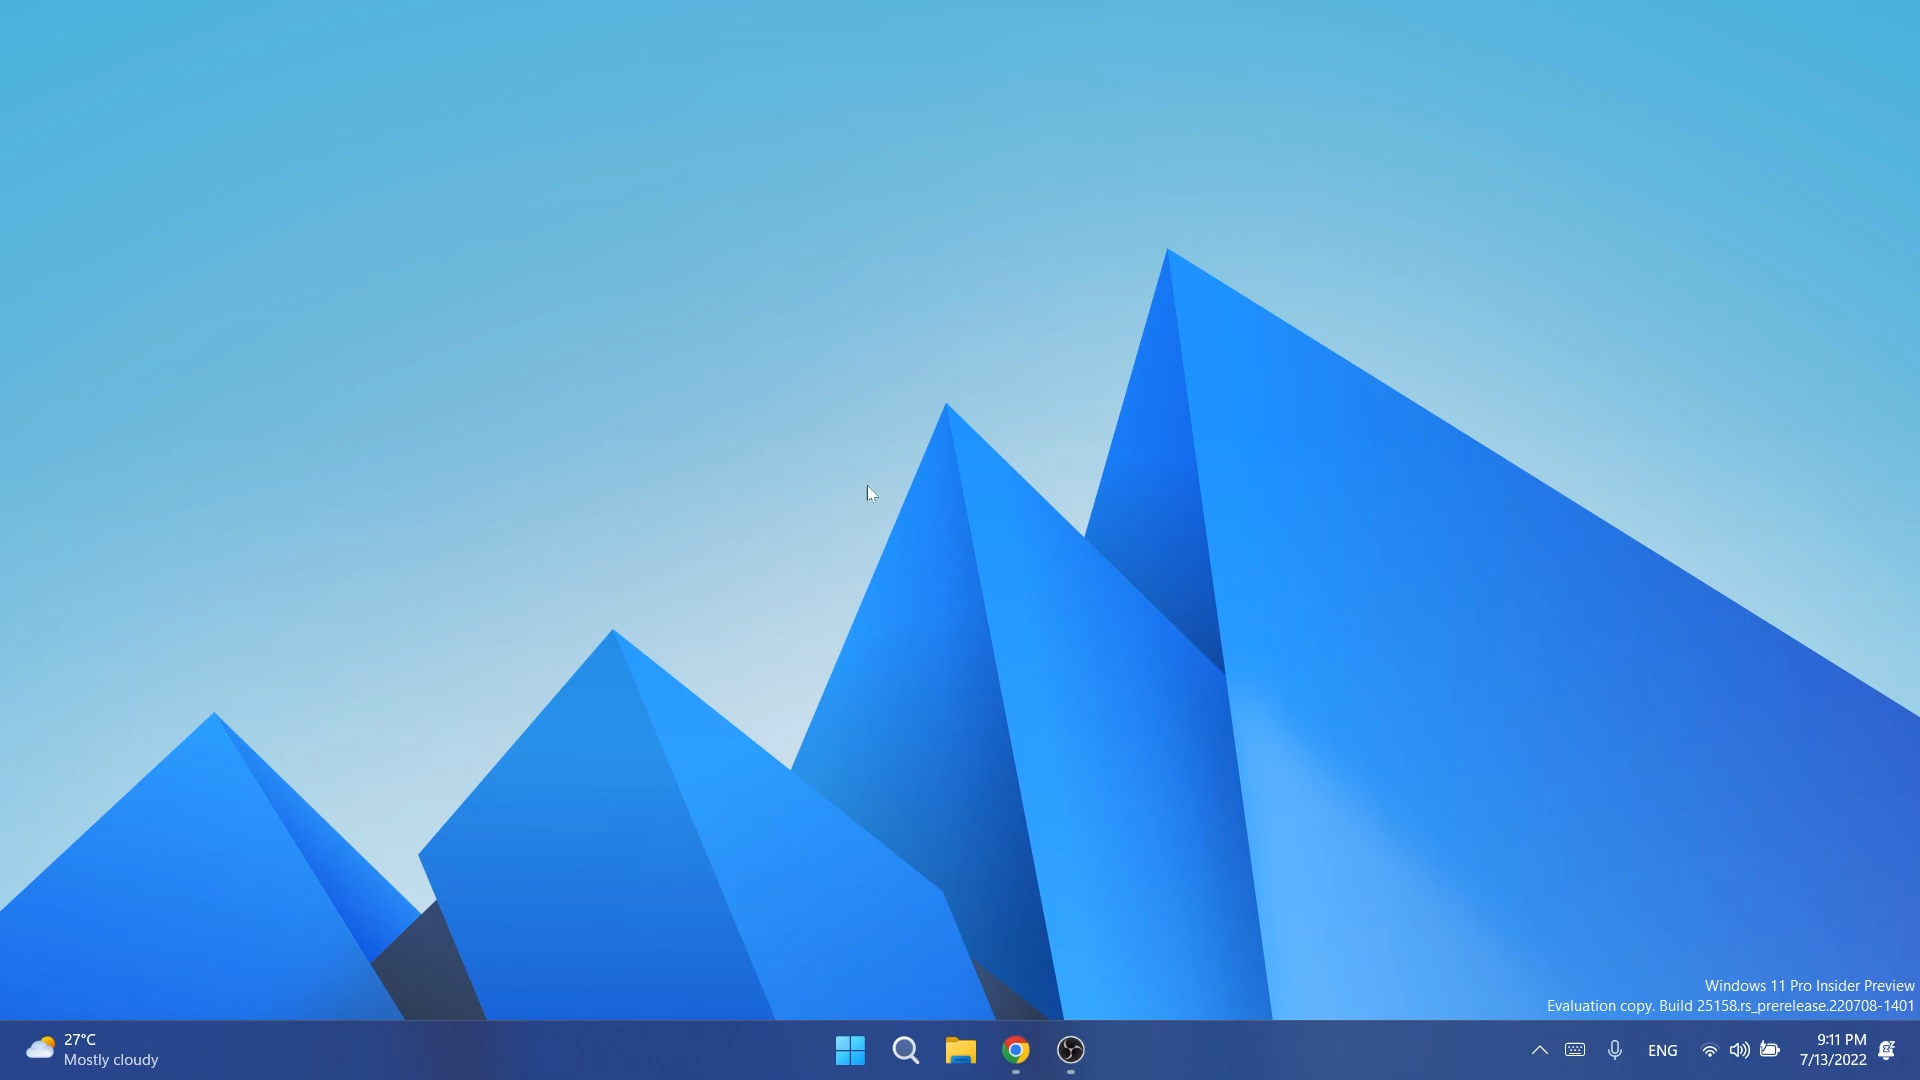 Windows 11 Pro Insider Preview
Evaluation copy. Build 25158.rs_prerelease.220708-1401
27°C
Mostly cloudy
ENG
9:11 PM
7/13/2022